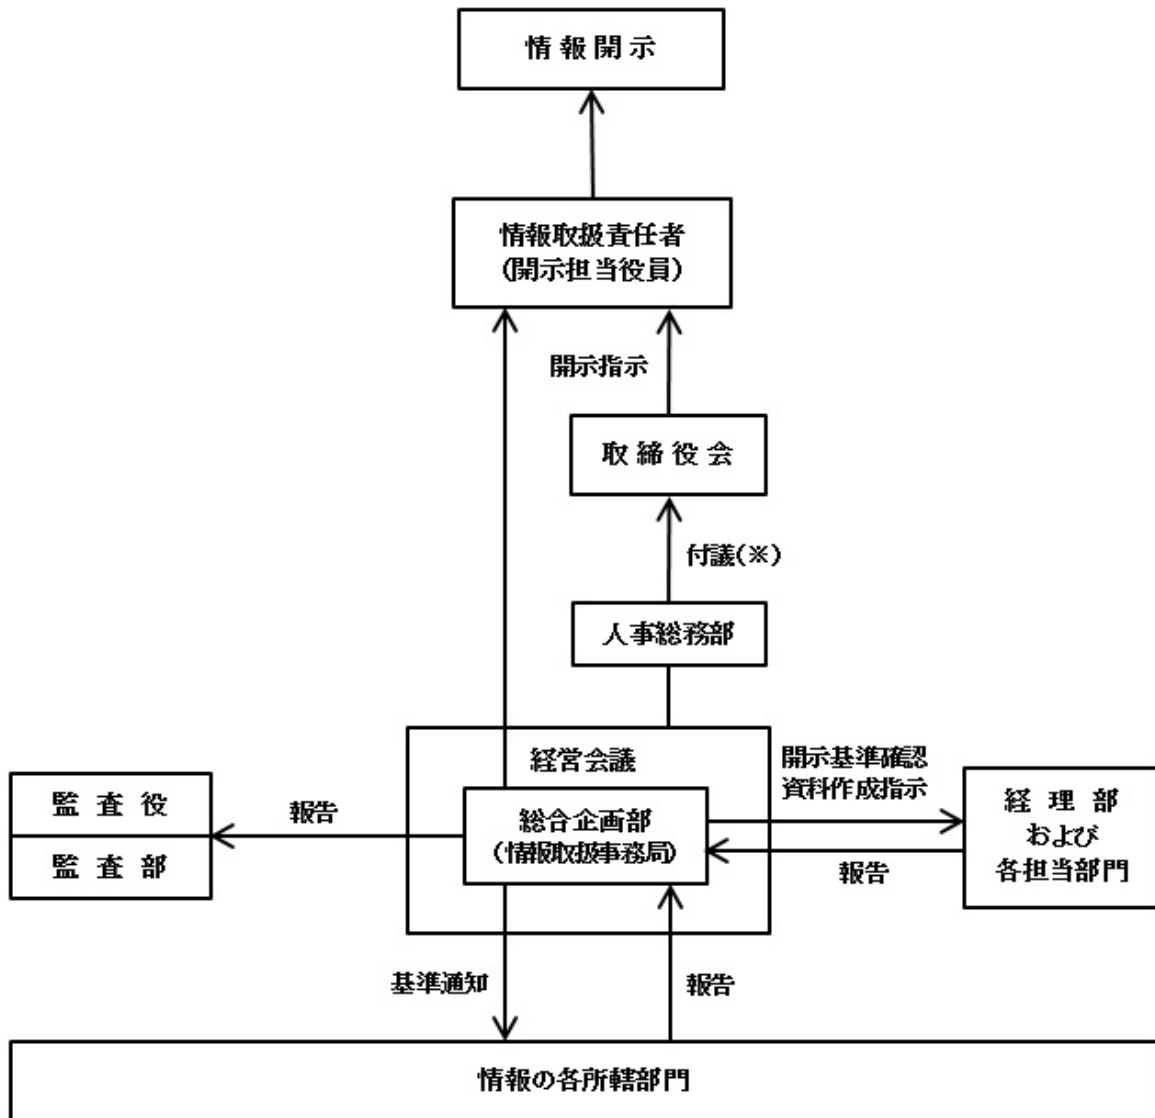 情報開示
情報取扱責任者
(開示担当役員)
開示指示
取締役会
付議(※)
人事総務部
経営会議
開示基準確認
資料作成指示
監査役
監査部
報告
総合企画部
(情報取扱事務局)
経理部
および
各担当部門
報告
基準通知
報告
情報の各所轄部門